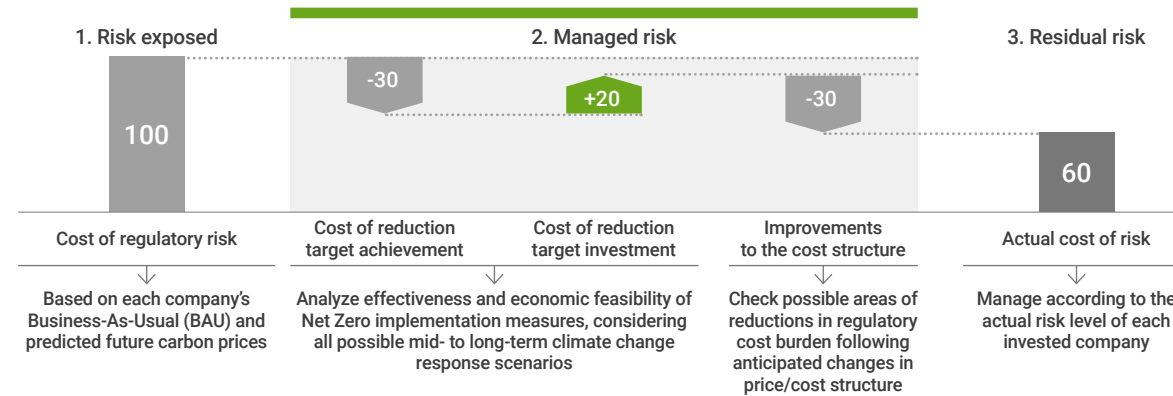 1. Risk exposed
2. Managed risk
3. Residual risk
100
-30
+20
-30
60
Cost of regulatory risk
Cost of reduction
target achievement
Cost of reduction
target investment
Improvements
to the cost structure
Actual cost of risk
Based on each company’s
Business-As-Usual (BAU) and
predicted future carbon prices
Analyze effectiveness and economic feasibility of
Net Zero implementation measures, considering
all possible mid- to long-term climate change
response scenarios
Check possible areas of
reductions in regulatory
cost burden following
anticipated changes in
price/cost structure
Manage according to the
actual risk level of each
invested company